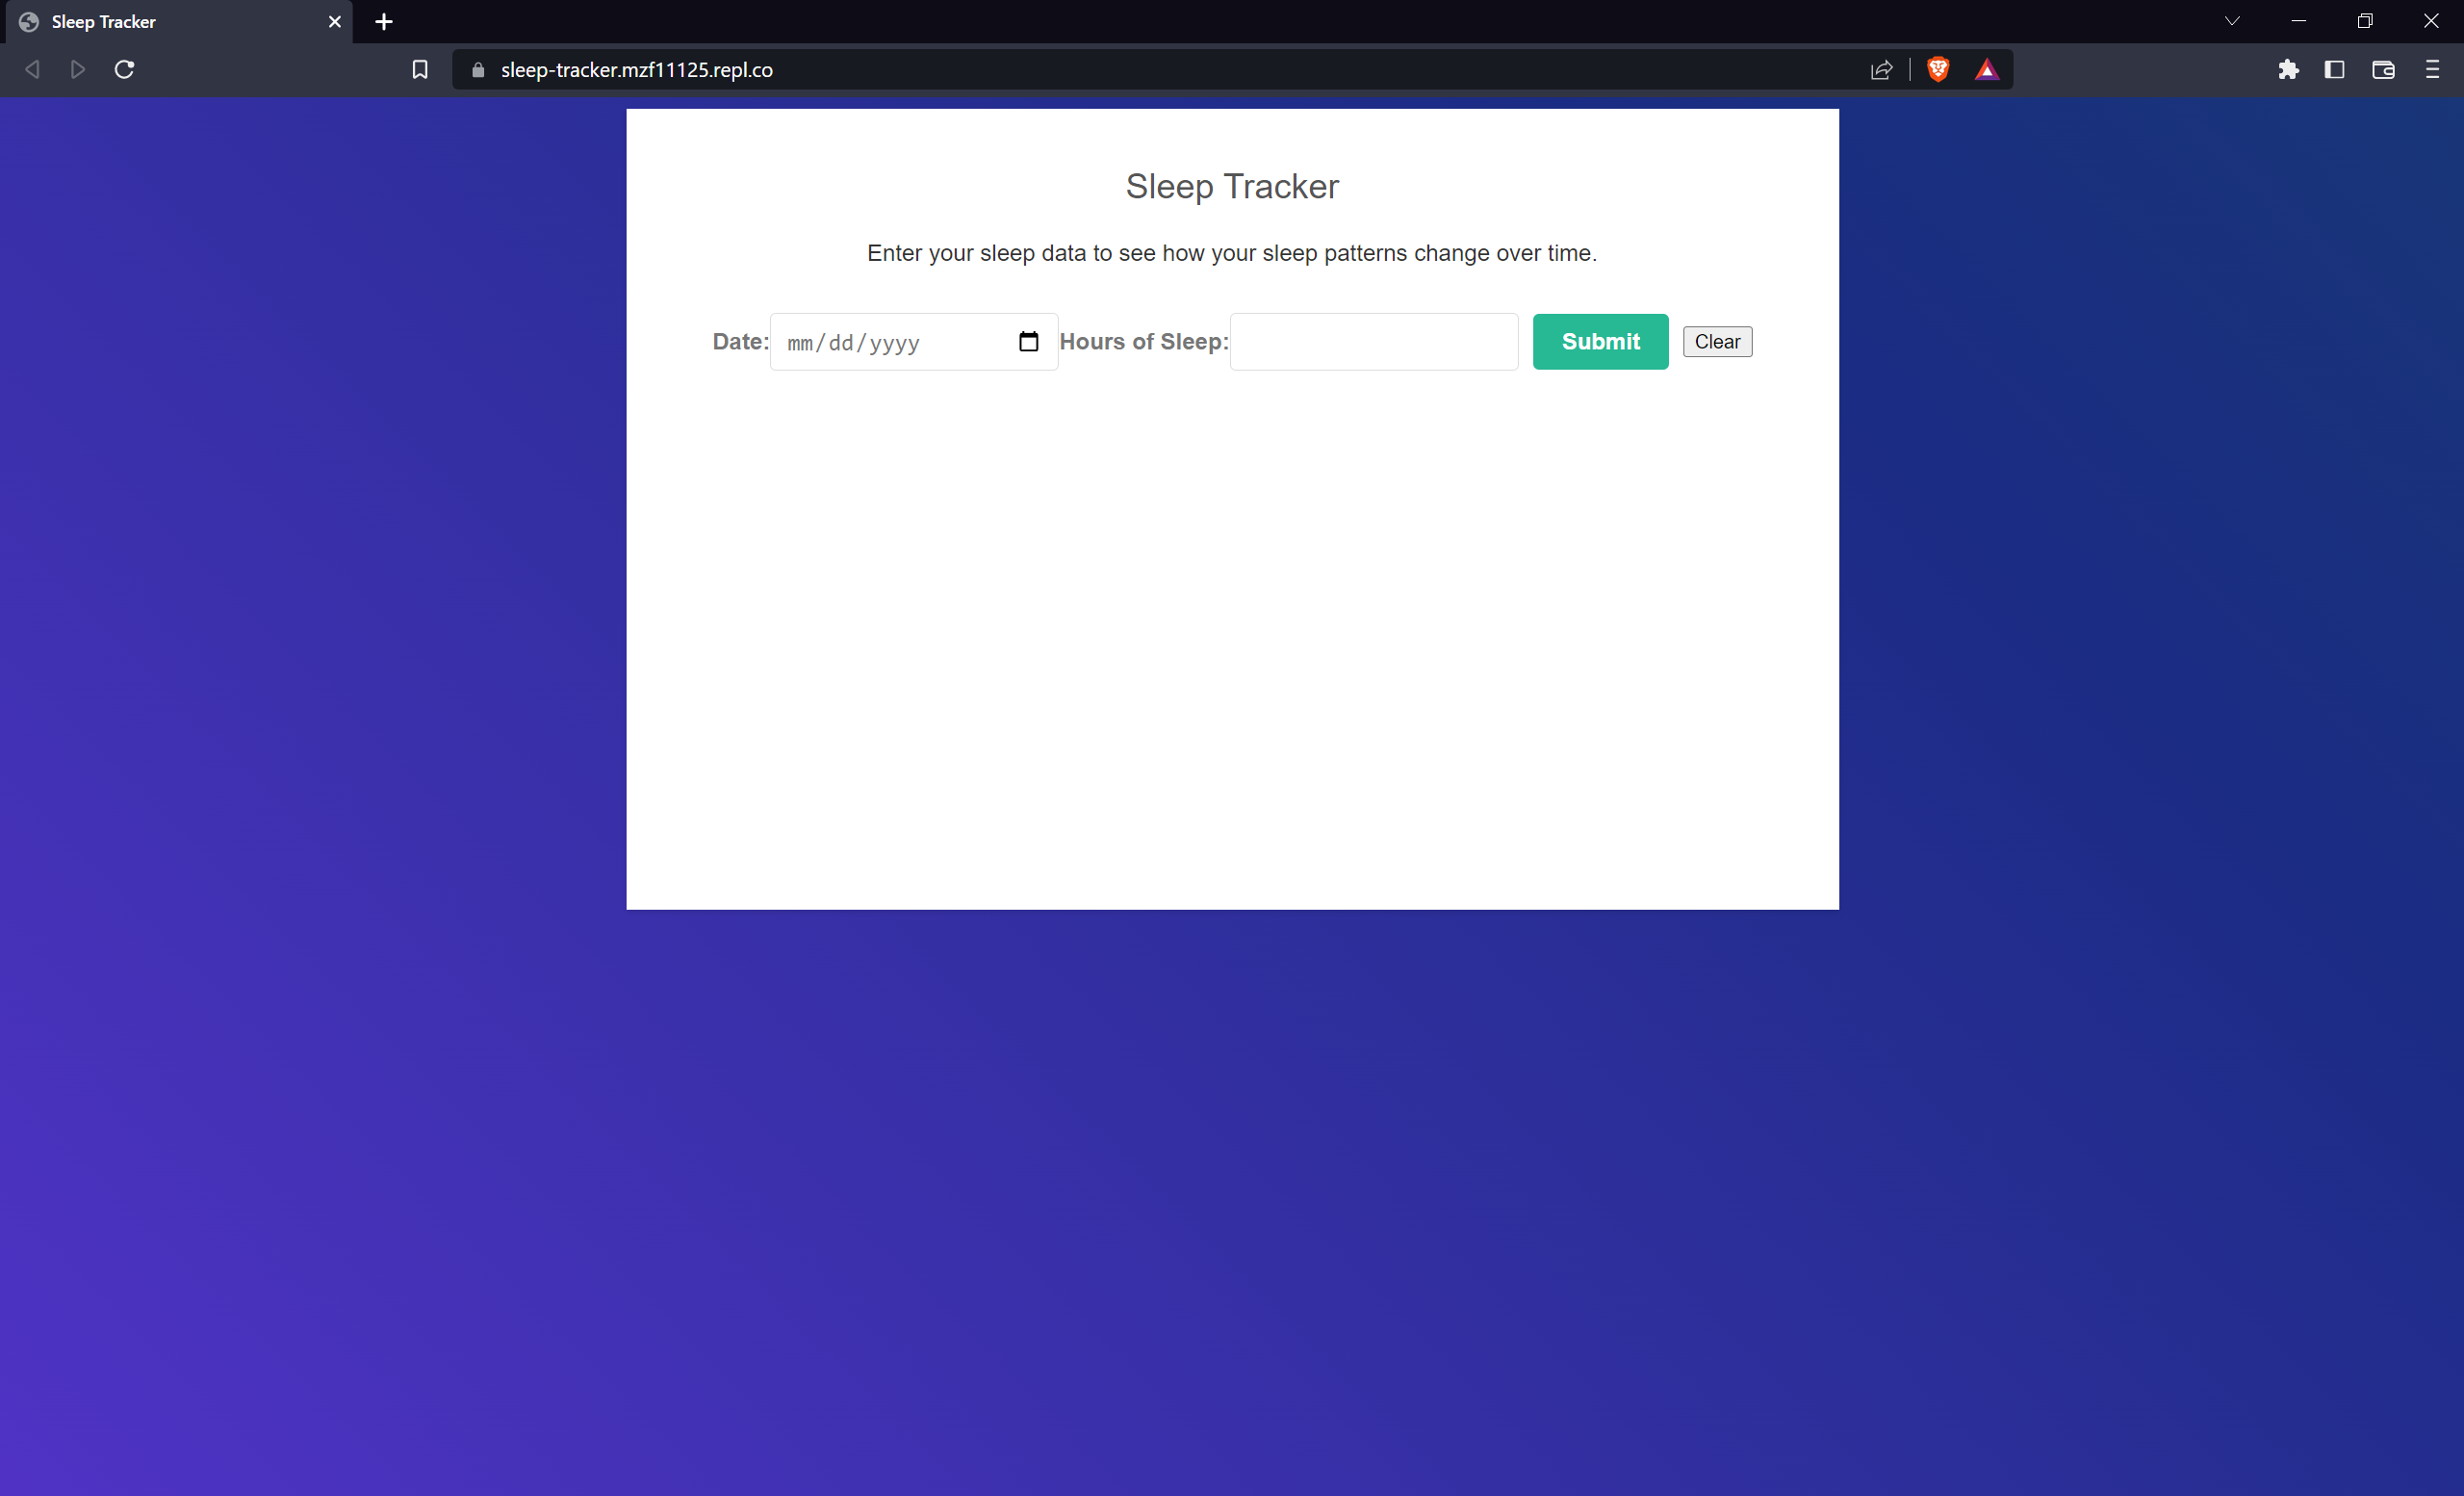 Sleep Tracker
sleep-tracker.mzf11125.repl.co
Sleep Tracker
Enter your sleep data to see how your sleep patterns change over time.
Date: mm/dd/yyyy Hours of Sleep: Submit Clear